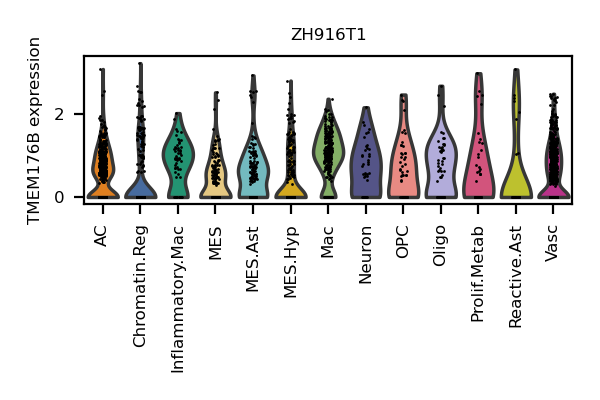 ZH916T1
TMEM176B expression
2
0
AC
Chromatin.Reg
Inflammatory.Mac
MES
MES.Ast
MES.Hyp
Mac
Neuron
OPC
Oligo
Prolif.Metab
Reactive.Ast
Vasc